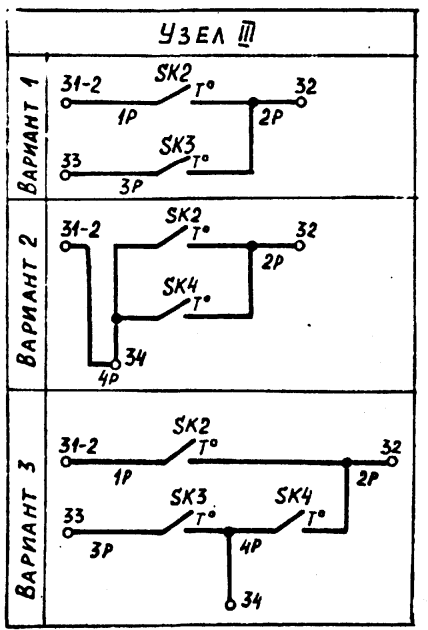 УЗЕЛ III
ВАРИАНТ 1
SK2
31-2 T° 32
1P 2P
SK3
33 T°
3P
ВАРИАНТ 2
SK2
31-2 T° 32
2P
SK4
T°
34
4P
ВАРИАНТ 3
SK2
31-2 T° 32
1P 2P
SK3 SK4
33 T° T°
3P 4P
34